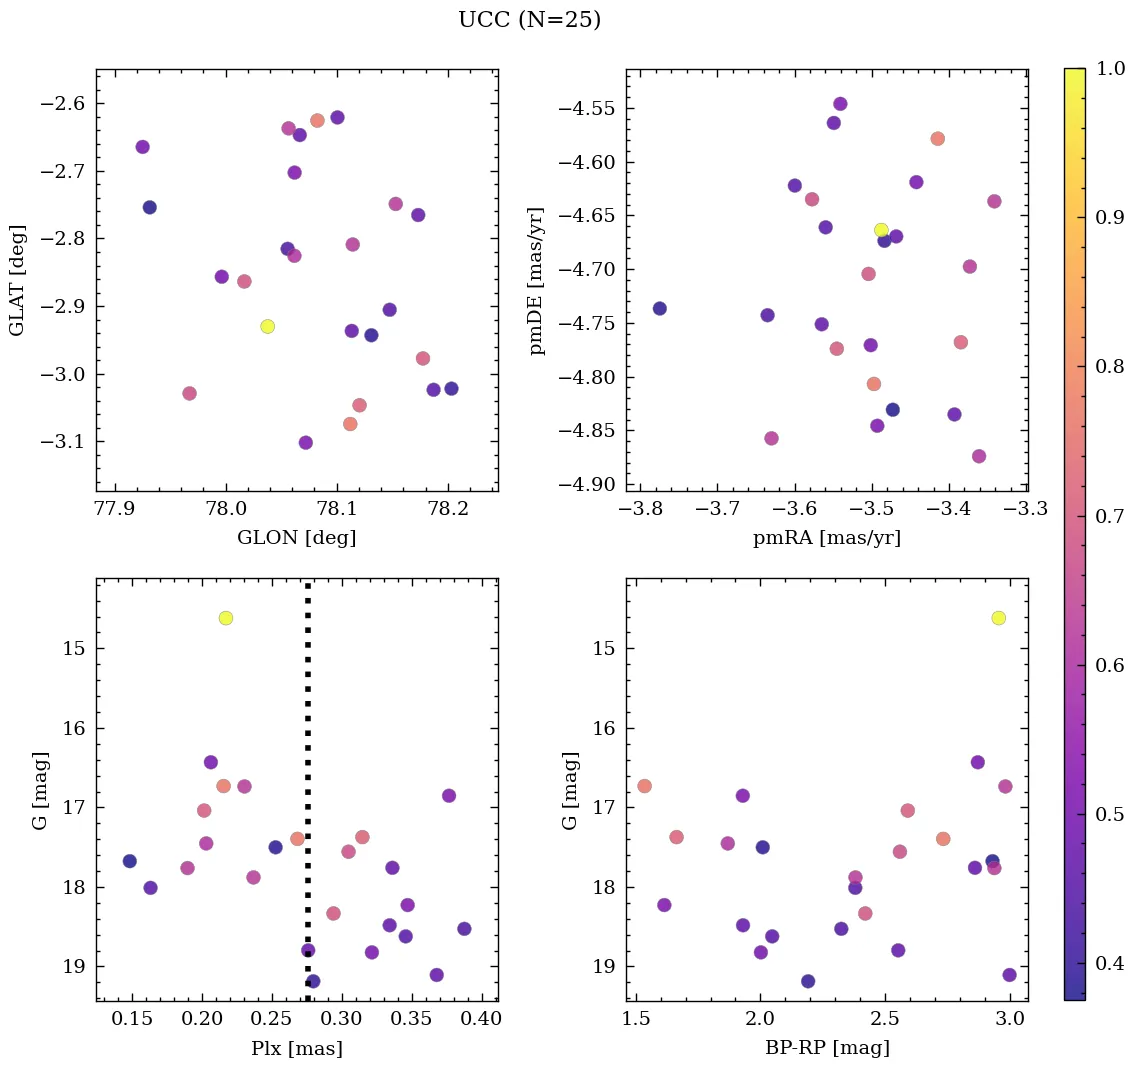 UCC (N=25)
−2.6
−2.7
−2.8
−2.9
−3.0
−3.1
GLAT [deg]
77.9 78.0 78.1 78.2
GLON [deg]
−4.55
−4.60
−4.65
−4.70
−4.75
−4.80
−4.85
−4.90
pmDE [mas/yr]
−3.8 −3.7 −3.6 −3.5 −3.4 −3.3
pmRA [mas/yr]
15
16
17
18
19
G [mag]
0.15 0.20 0.25 0.30 0.35 0.40
Plx [mas]
15
16
17
18
19
G [mag]
1.5 2.0 2.5 3.0
BP-RP [mag]
1.0
0.9
0.8
0.7
0.6
0.5
0.4